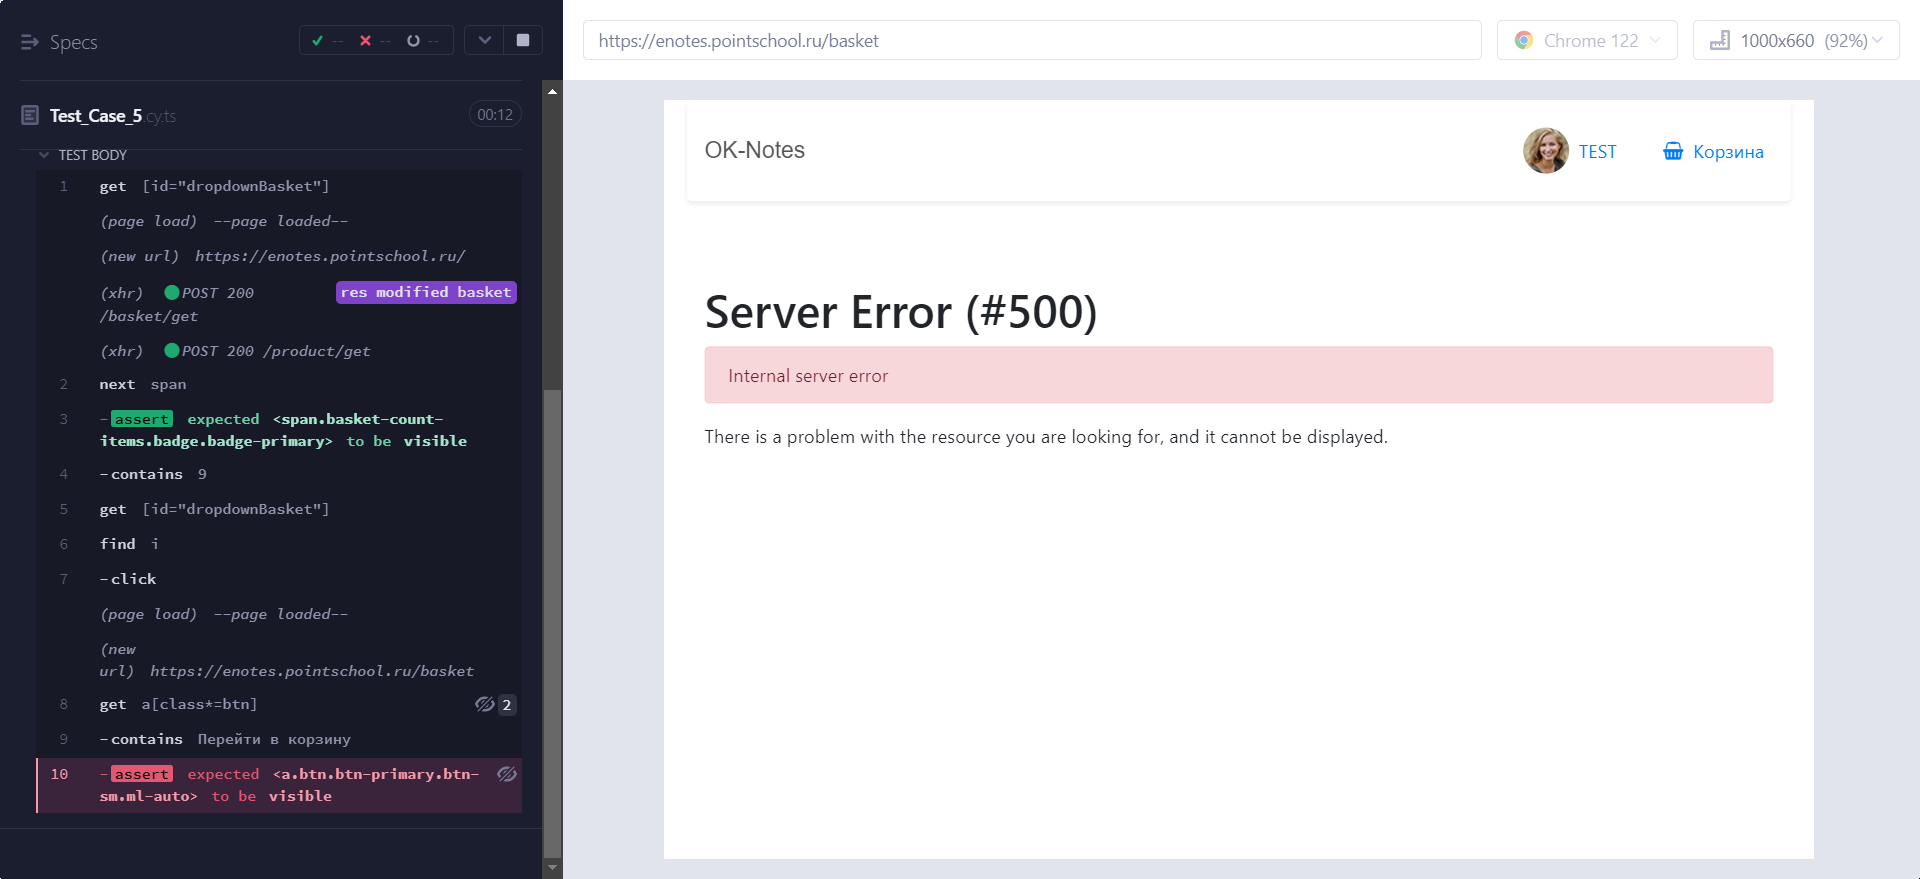 Specs
--
--
--
Test_Case_5.cy.ts
00:12
TEST BODY
1 get [id="dropdownBasket"]
(page load) --page loaded--
(new url) https://enotes.pointschool.ru/
(xhr) POST 200 res modified basket
/basket/get
(xhr) POST 200 /product/get
2 next span
3 -assert expected <span.basket-count-
items.badge.badge-primary> to be visible
4 -contains 9
5 get [id="dropdownBasket"]
6 find i
7 -click
(page load) --page loaded--
(new
url) https://enotes.pointschool.ru/basket
8 get a[class*=btn] 2
9 -contains Перейти в корзину
10 -assert expected <a.btn.btn-primary.btn-
sm.ml-auto> to be visible
https://enotes.pointschool.ru/basket
Chrome 122
1000x660 (92%)
OK-Notes
TEST
Корзина
Server Error (#500)
Internal server error
There is a problem with the resource you are looking for, and it cannot be displayed.